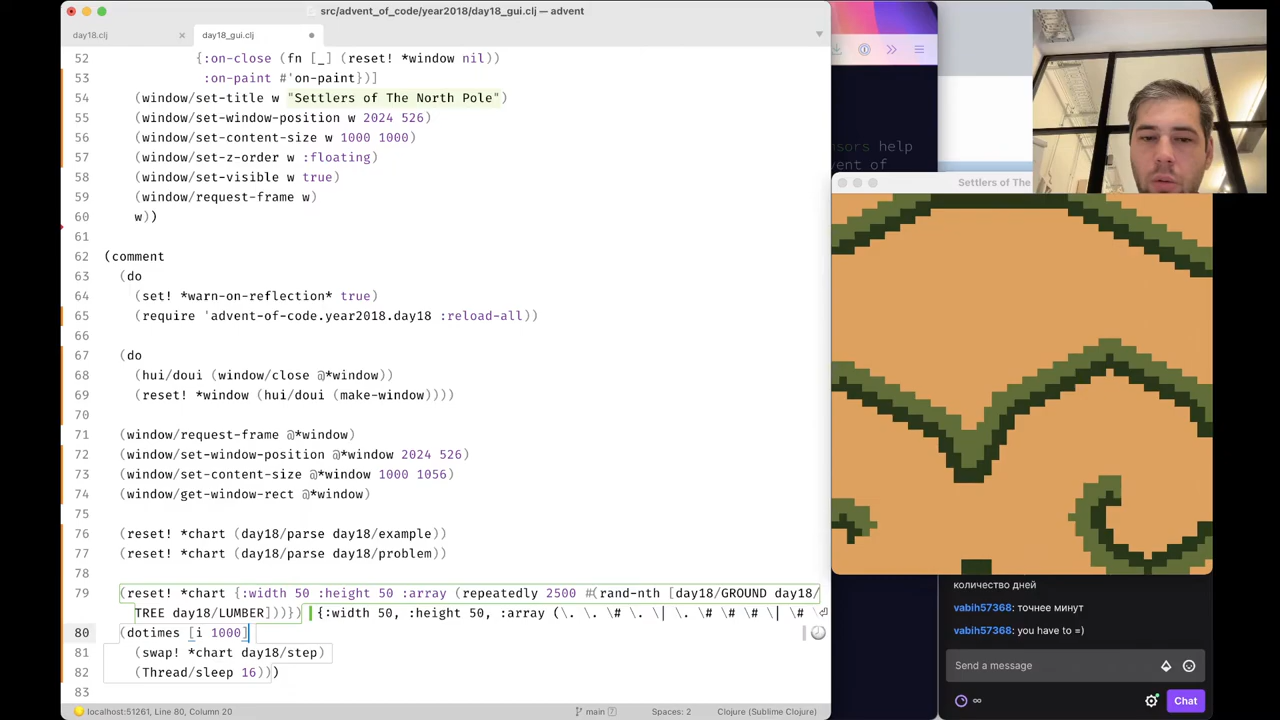 src/advent_of_code/year2018/day18_gui.clj — advent
day18.clj
day18_gui.clj
52 {:on-close (fn [_] (reset! *window nil))
53 :on-paint #'on-paint})]
54 (window/set-title w "Settlers of The North Pole")
55 (window/set-window-position w 2024 526)
56 (window/set-content-size w 1000 1000)
57 (window/set-z-order w :floating)
58 (window/set-visible w true)
59 (window/request-frame w)
60 w))
61
62 (comment
63 (do
64 (set! *warn-on-reflection* true)
65 (require 'advent-of-code.year2018.day18 :reload-all))
66
67 (do
68 (hui/doui (window/close @*window))
69 (reset! *window (hui/doui (make-window))))
70
71 (window/request-frame @*window)
72 (window/set-window-position @*window 2024 526)
73 (window/set-content-size @*window 1000 1056)
74 (window/get-window-rect @*window)
75
76 (reset! *chart (day18/parse day18/example))
77 (reset! *chart (day18/parse day18/problem))
78
79 (reset! *chart {:width 50 :height 50 :array (repeatedly 2500 #(rand-nth [day18/GROUND day18/
TREE day18/LUMBER]))}) {:width 50, :height 50, :array (\. \. \# \. \| \. \# \# \# \| \#
80 (dotimes [i 1000]
81 (swap! *chart day18/step)
82 (Thread/sleep 16)))
83
localhost:51261, Line 80, Column 20
main 7
Spaces: 2
Clojure (Sublime Clojure)
nsors help
vent of
Settlers of The
количество дней
vabih57368: точнее минут
vabih57368: you have to =)
Send a message
∞
Chat